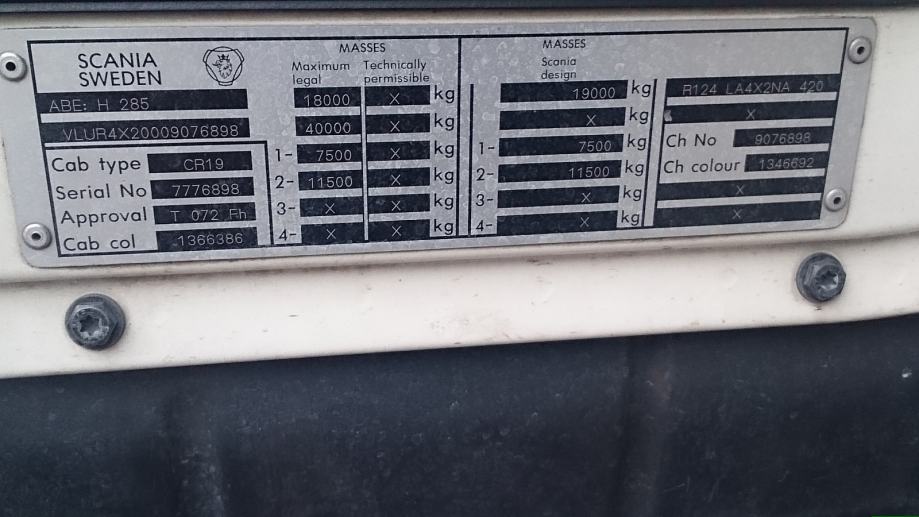 SCANIA
SWEDEN
ABE: H 285
VLUR4X20009076898
Cab type CR19
Serial No 7776898
Approval T 072 Fh
Cab col 1366386
MASSES
Maximum legal Technically permissible
18000 X kg
40000 X kg
1- 7500 X kg
2- 11500 X kg
3- X X kg
4- X X kg
MASSES
Scania design
19000 kg
X kg
1- 7500 kg
2- 11500 kg
3- X kg
4- X kg
R124 LA4X2NA 420
X
Ch No 9076898
Ch colour 1346692
X
X